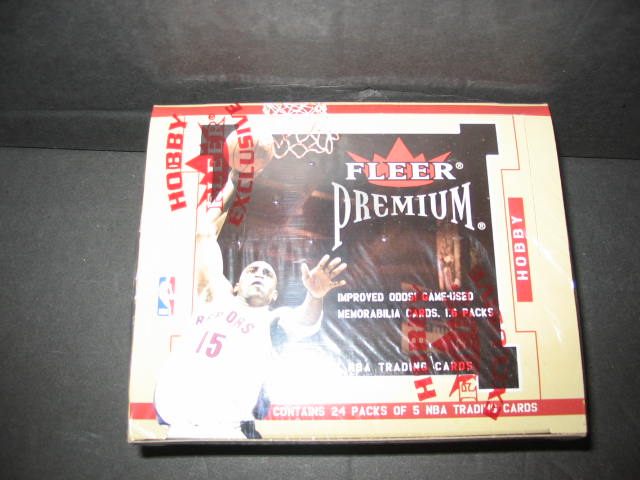 HOBBY
FLEER®
EXCLUSIVE
FLEER®
PREMIUM®
HOBBY
IMPROVED ODDS! GAME-USED
MEMORABILIA CARDS, 1:6 PACKS
RAPTORS
15
NBA TRADING CARDS
HOBBY
EXCLUSIVE
CONTAINS 24 PACKS OF 5 NBA TRADING CARDS